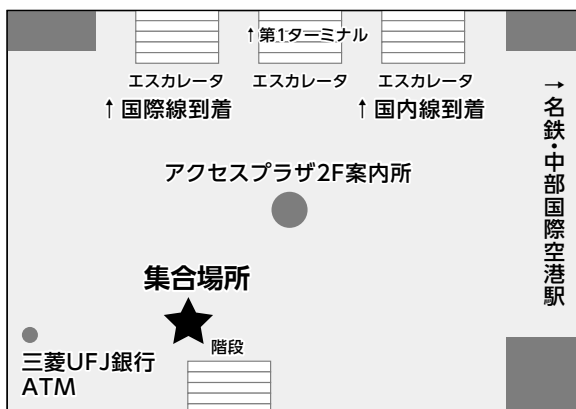 ↑第1ターミナル
エスカレータ
エスカレータ
エスカレータ
↑国際線到着
↑国内線到着
→名鉄・中部国際空港駅
アクセスプラザ2F案内所
集合場所
階段
三菱UFJ銀行
ATM